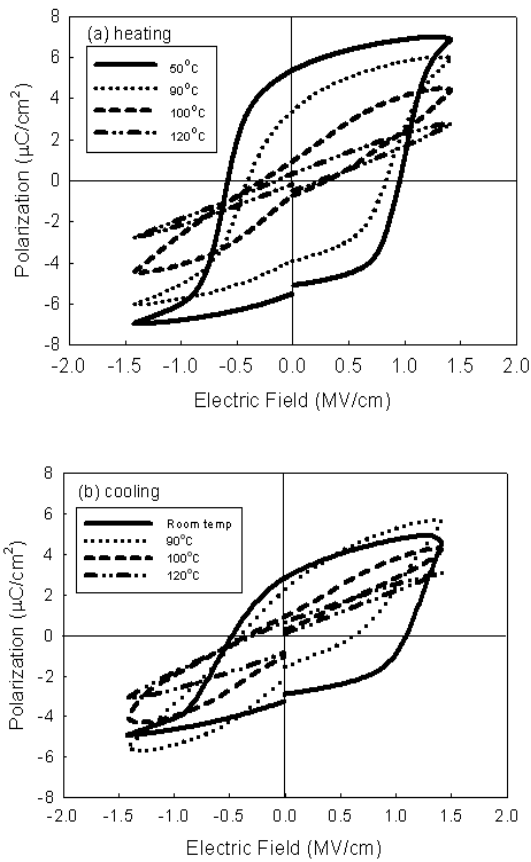 (a) heating
50°C
90°C
100°C
120°C
Polarization (μC/cm²)
8
6
4
2
0
-2
-4
-6
-8
-2.0 -1.5 -1.0 -0.5 0.0 0.5 1.0 1.5 2.0
Electric Field (MV/cm)
(b) cooling
Room temp
90°C
100°C
120°C
Polarization (μC/cm²)
8
6
4
2
0
-2
-4
-6
-8
-2.0 -1.5 -1.0 -0.5 0.0 0.5 1.0 1.5 2.0
Electric Field (MV/cm)